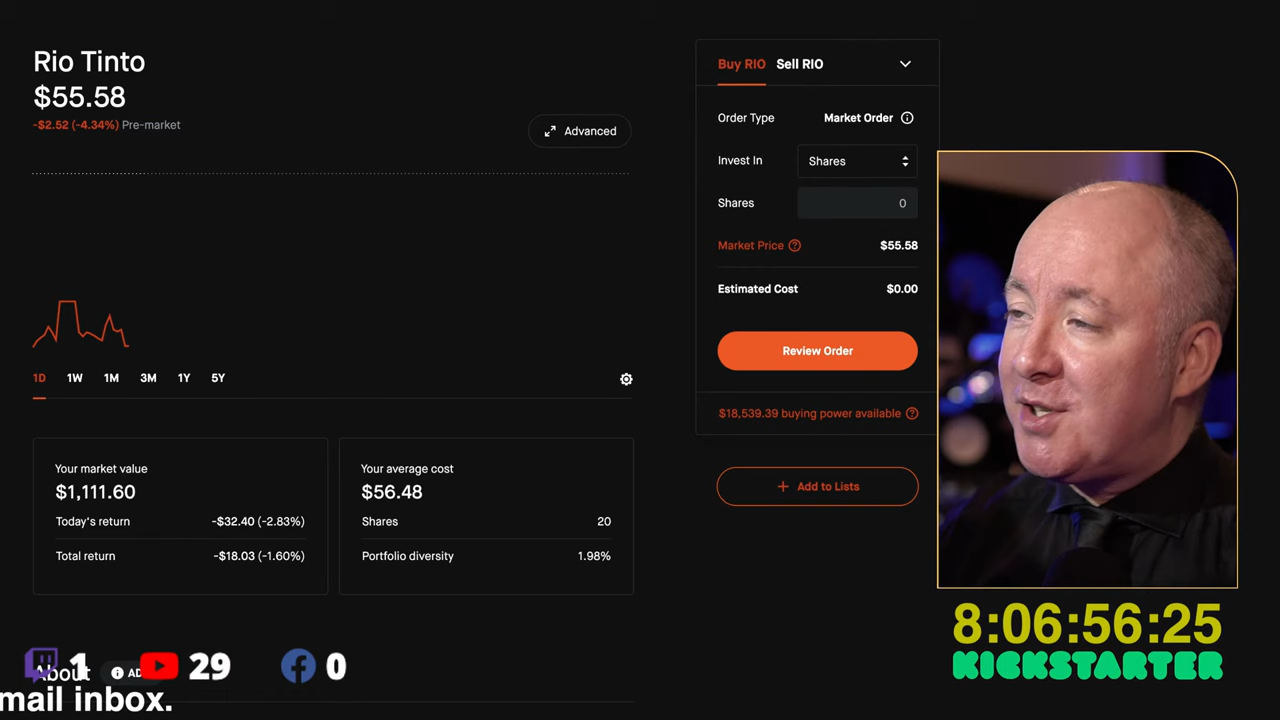 Rio Tinto
$55.58
-$2.52 (-4.34%) Pre-market
Advanced
1D 1W 1M 3M 1Y 5Y
Your market value
$1,111.60
Today's return -$32.40 (-2.83%)
Total return -$18.03 (-1.60%)
Your average cost
$56.48
Shares 20
Portfolio diversity 1.98%
Buy RIO Sell RIO
Order Type Market Order
Invest In Shares
Shares 0
Market Price $55.58
Estimated Cost $0.00
Review Order
$18,539.39 buying power available
+ Add to Lists
8:06:56:25
KICKSTARTER
About AD
1 29 0
mail inbox.